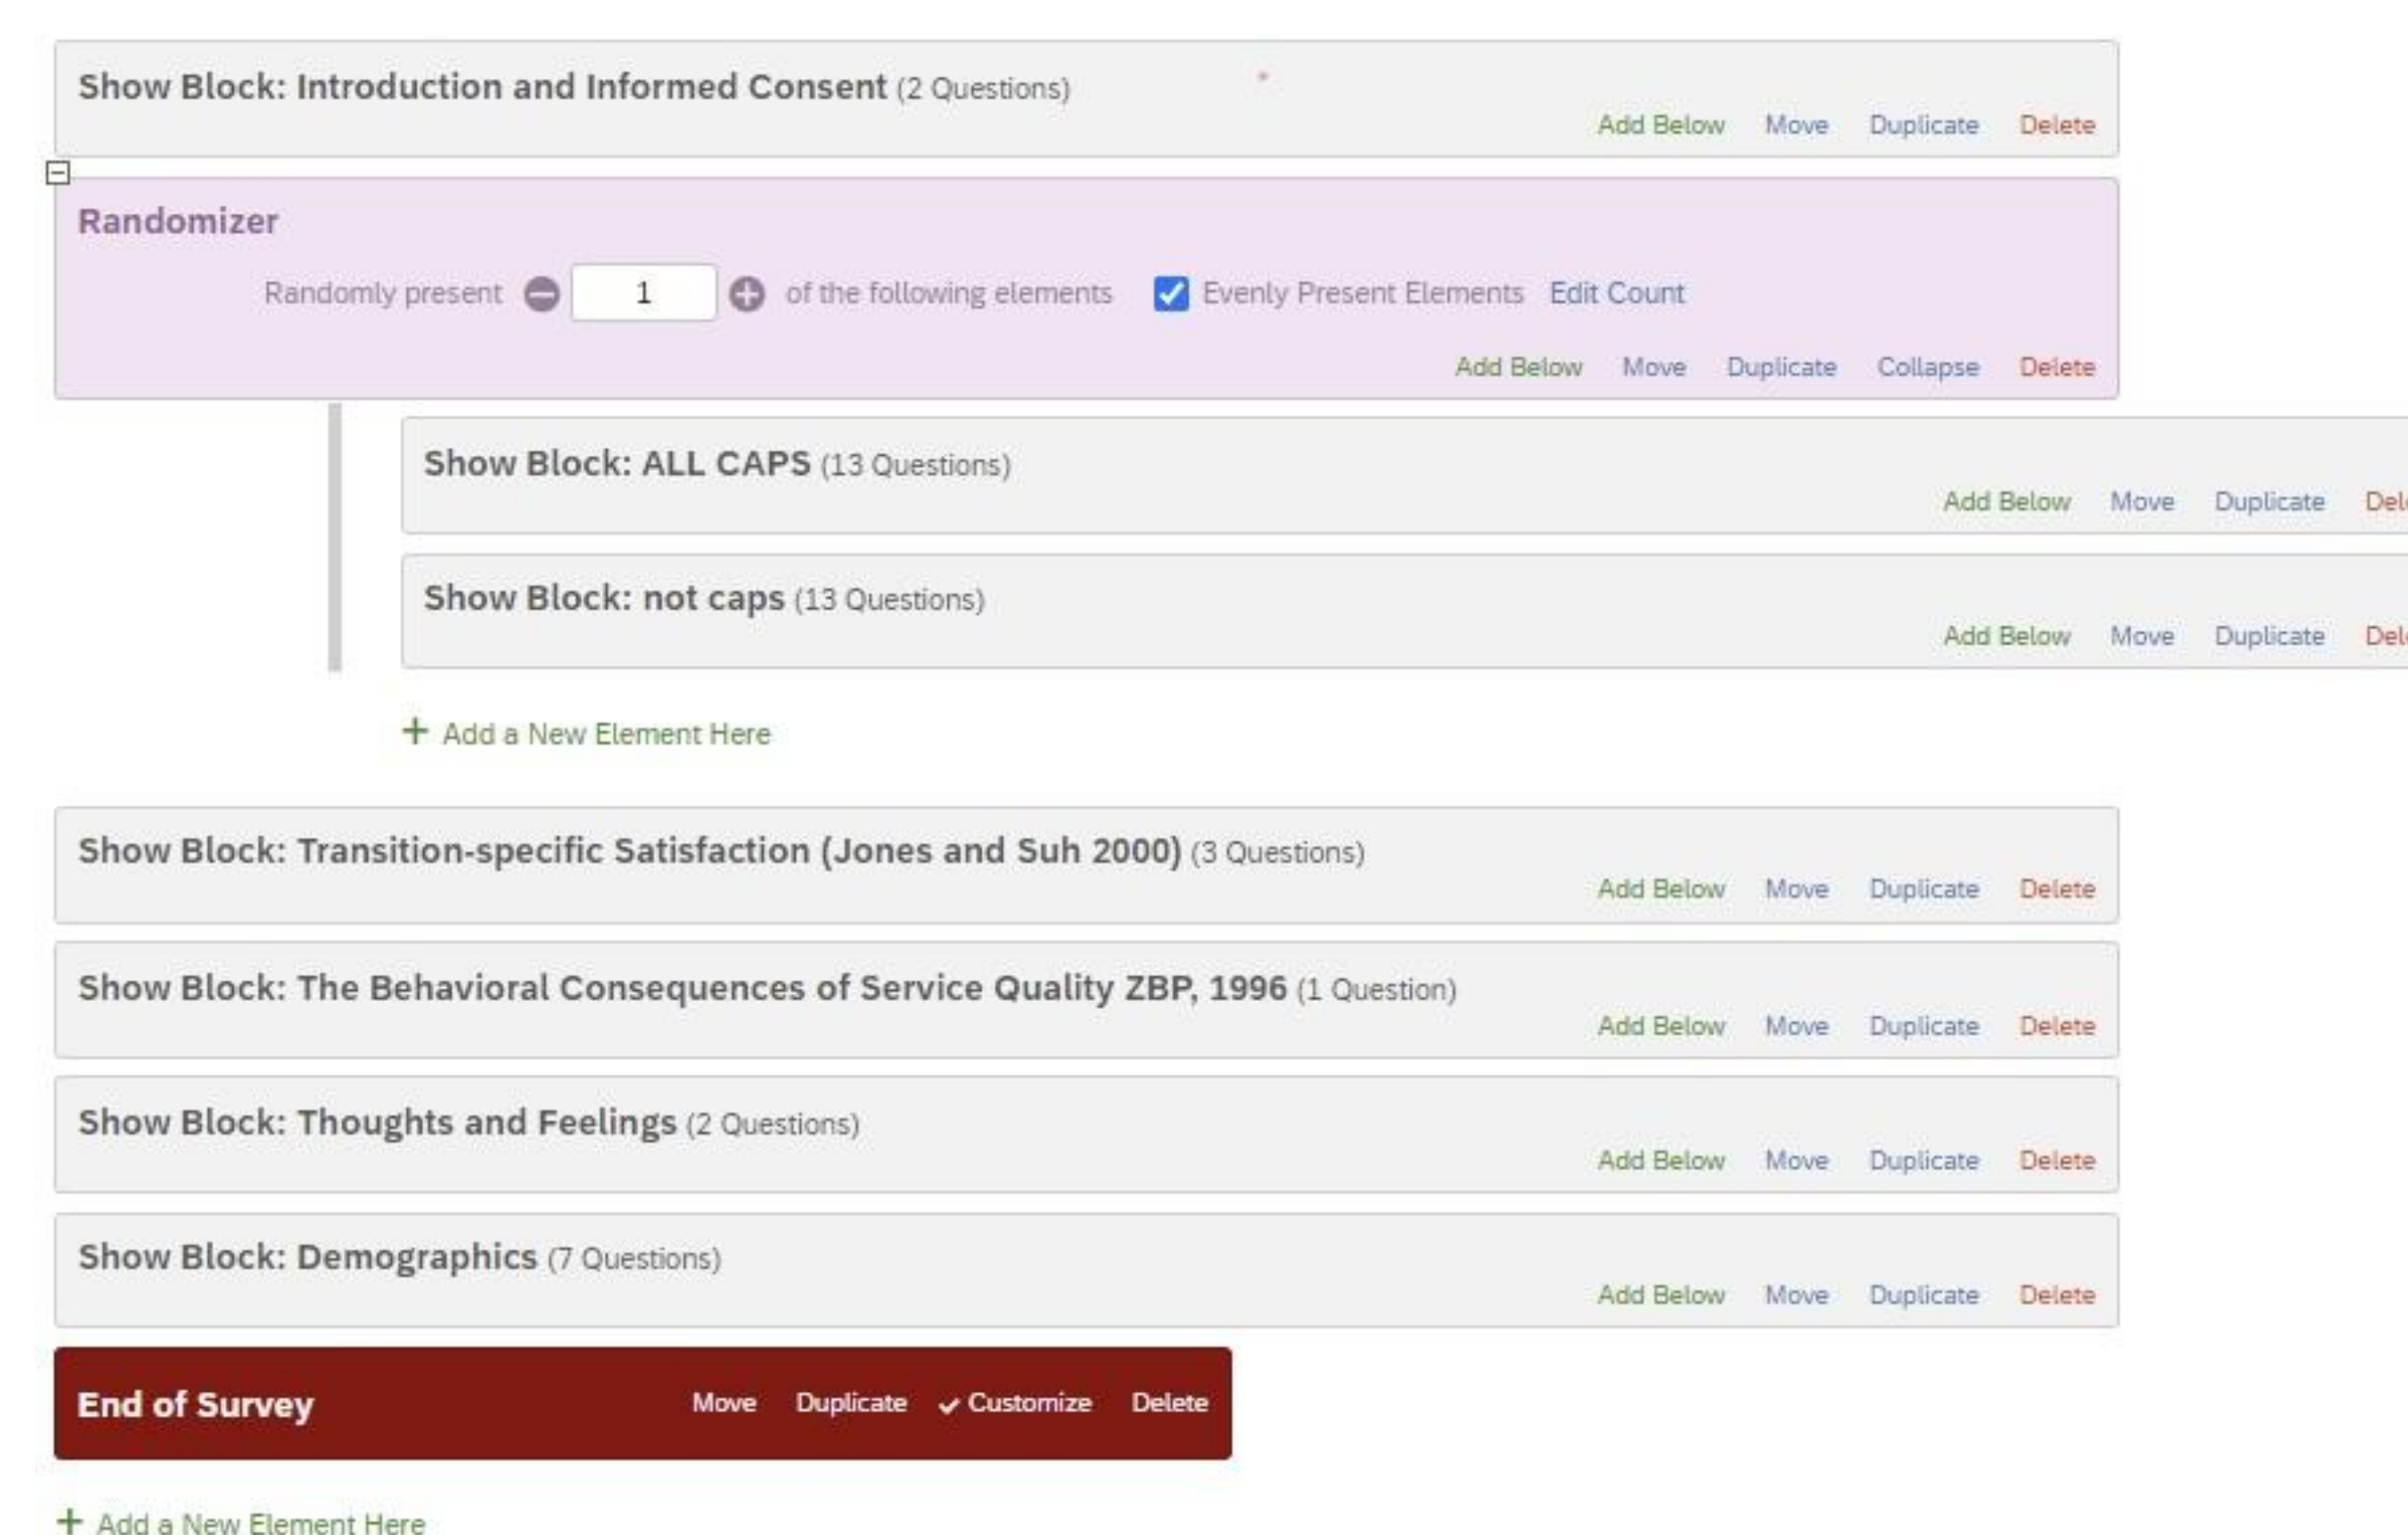 Show Block: Introduction and Informed Consent (2 Questions)
Add Below Move Duplicate Delete
Randomizer
Randomly present 1 of the following elements Evenly Present Elements Edit Count
Add Below Move Duplicate Collapse Delete
Show Block: ALL CAPS (13 Questions)
Add Below Move Duplicate Del
Show Block: not caps (13 Questions)
Add Below Move Duplicate Del
+ Add a New Element Here
Show Block: Transition-specific Satisfaction (Jones and Suh 2000) (3 Questions)
Add Below Move Duplicate Delete
Show Block: The Behavioral Consequences of Service Quality ZBP, 1996 (1 Question)
Add Below Move Duplicate Delete
Show Block: Thoughts and Feelings (2 Questions)
Add Below Move Duplicate Delete
Show Block: Demographics (7 Questions)
Add Below Move Duplicate Delete
End of Survey Move Duplicate ✓ Customize Delete
+ Add a New Element Here